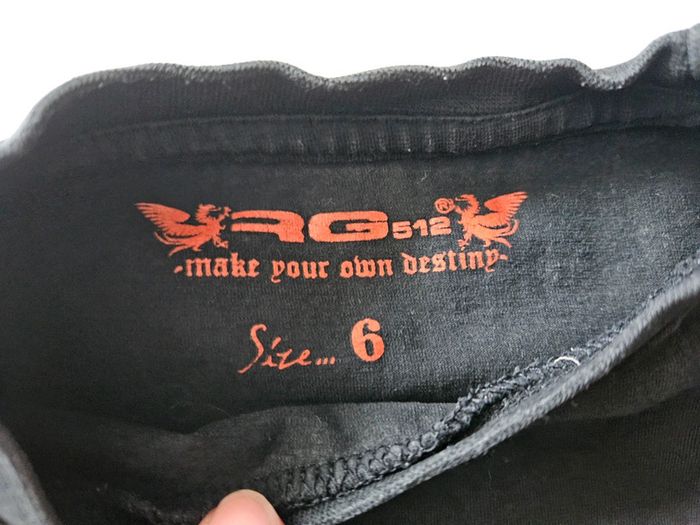 RG512®
-make your own destiny-
Size... 6